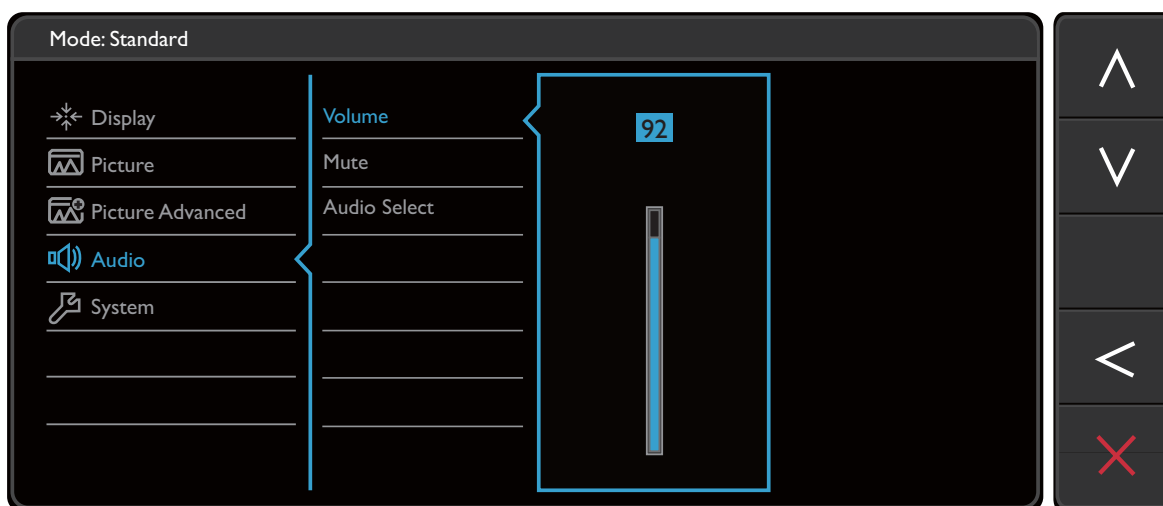 Mode: Standard
Display
Picture
Picture Advanced
Audio
System
Volume
Mute
Audio Select
92